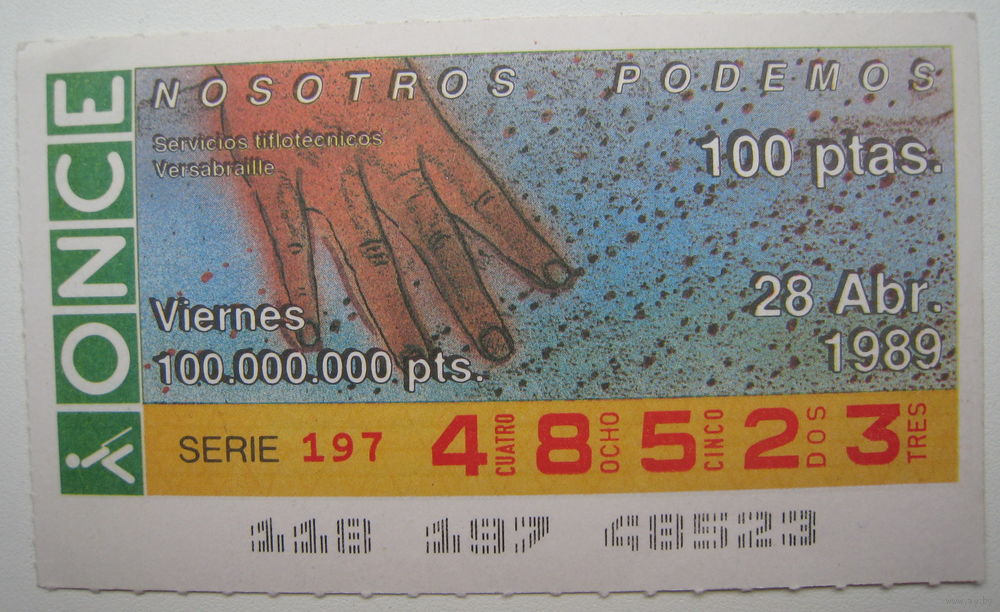 ONCE
NOSOTROS PODEMOS
Servicios tiflotécnicos
Versabraille
100 ptas.
Viernes
100.000.000 pts.
28 Abr.
1989
SERIE 197 4 CUATRO 8 OCHO 5 CINCO 2 DOS 3 TRES
118 197 48523